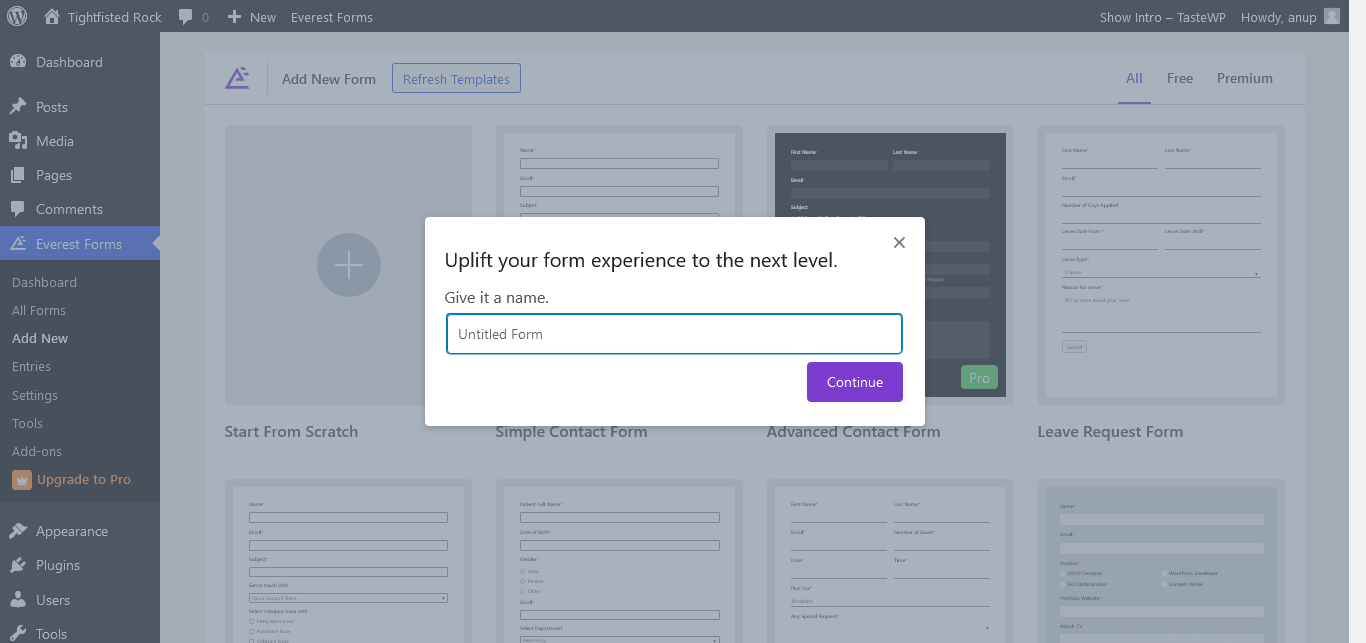 Tightfisted Rock
0
New
Everest Forms
Show Intro – TasteWP
Howdy, anup
Dashboard
Posts
Media
Pages
Comments
Everest Forms
Dashboard
All Forms
Add New
Entries
Settings
Tools
Add-ons
Upgrade to Pro
Appearance
Plugins
Users
Tools
Add New Form
Refresh Templates
All
Free
Premium
Name*
Email*
Subject
First Name*
Last Name*
Email*
Subject
First Name*
Last Name*
Email*
Number of Days Applied
Leave Date From *
Leave Date Until*
Leave Type*
Reason for Leave*
Tell us more about your leave
Submit
Uplift your form experience to the next level.
Give it a name.
Untitled Form
Continue
Pro
Start From Scratch
Simple Contact Form
Advanced Contact Form
Leave Request Form
Name*
Email*
Subject*
Get in touch with
Select category issue with
Patient Full Name*
Date of Birth*
Gender*
Male
Female
Other
Email*
Select Department
First Name*
Last Name*
Email*
Number of Guest*
Date*
Time*
Plan For*
Breakfast
Any Special Request?
Name*
Email*
Position*
UX/UI Designer
WordPress Developer
SEO Optimization
Content Writer
Portfolio Website*
Attach CV